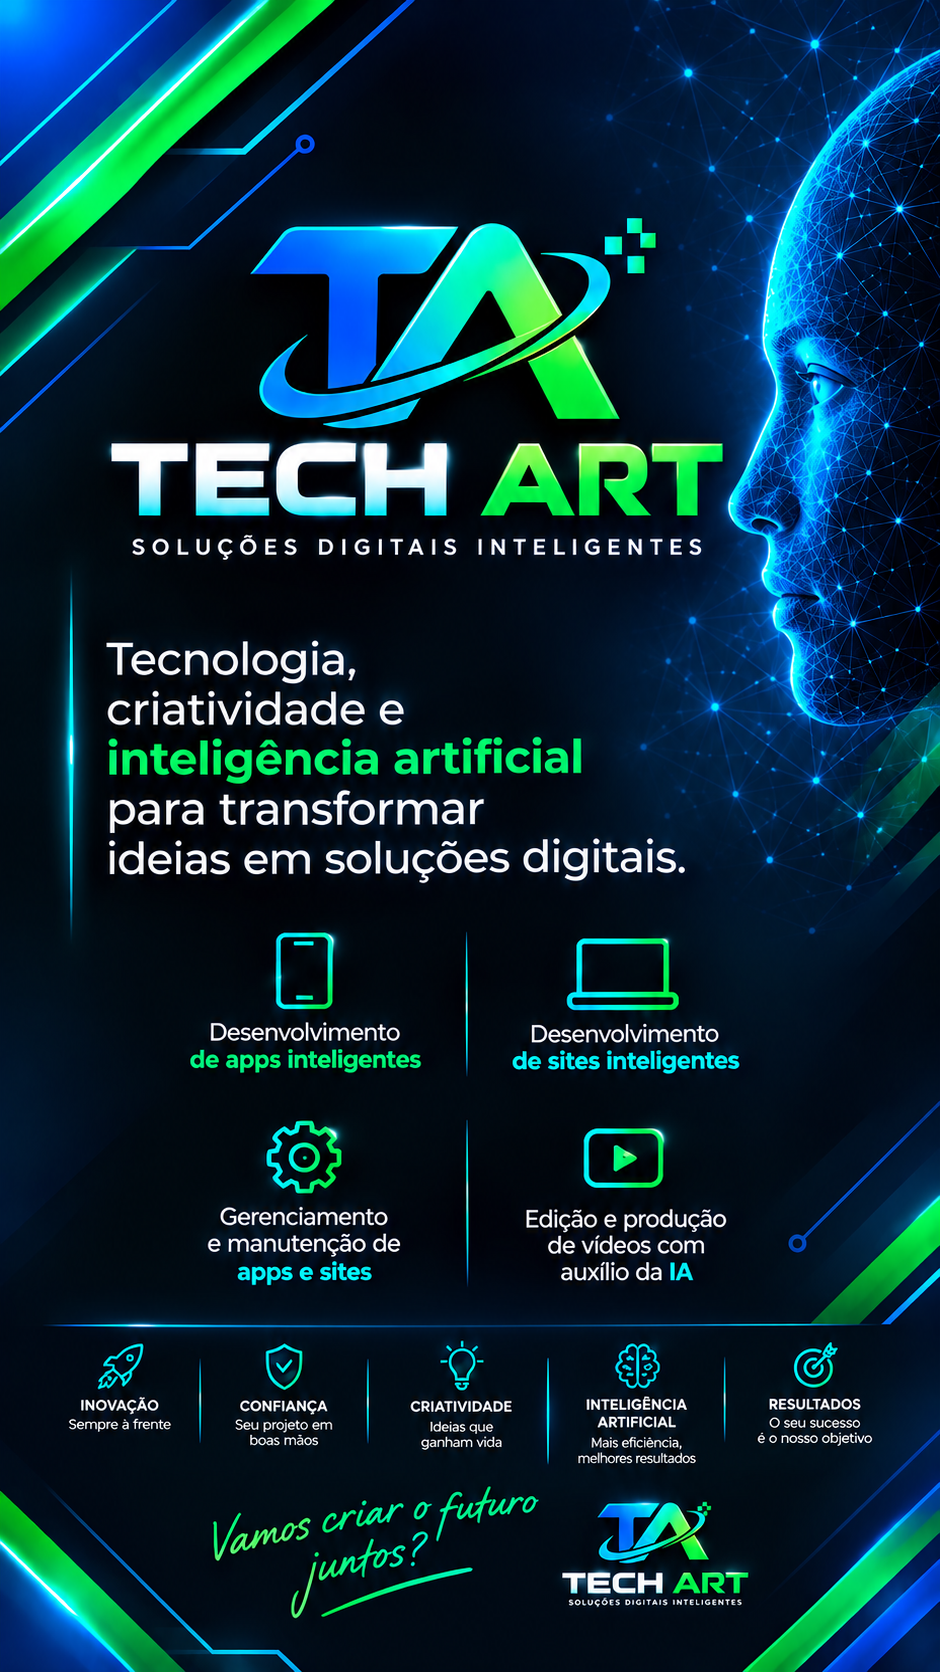 TA
TECH ART
SOLUÇÕES DIGITAIS INTELIGENTES
Tecnologia,
criatividade e
inteligência artificial
para transformar
ideias em soluções digitais.
Desenvolvimento
de apps inteligentes
Desenvolvimento
de sites inteligentes
Gerenciamento
e manutenção de
apps e sites
Edição e produção
de vídeos com
auxílio da IA
INOVAÇÃO
Sempre à frente
CONFIANÇA
Seu projeto em
boas mãos
CRIATIVIDADE
Ideias que
ganham vida
INTELIGÊNCIA
ARTIFICIAL
Mais eficiência,
melhores resultados
RESULTADOS
O seu sucesso
é o nosso objetivo
Vamos criar o futuro
juntos?
TA
TECH ART
SOLUÇÕES DIGITAIS INTELIGENTES